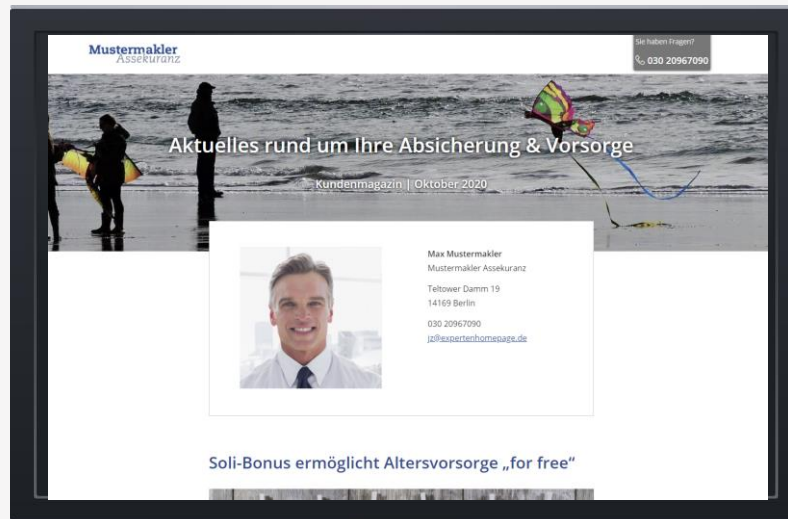 Mustermakler
Assekuranz
Sie haben Fragen?
030 20967090
Aktuelles rund um Ihre Absicherung & Vorsorge
Kundenmagazin | Oktober 2020
Max Mustermakler
Mustermakler Assekuranz
Teltower Damm 19
14169 Berlin
030 20967090
jz@expertenhomepage.de
Soli-Bonus ermöglicht Altersvorsorge „for free“